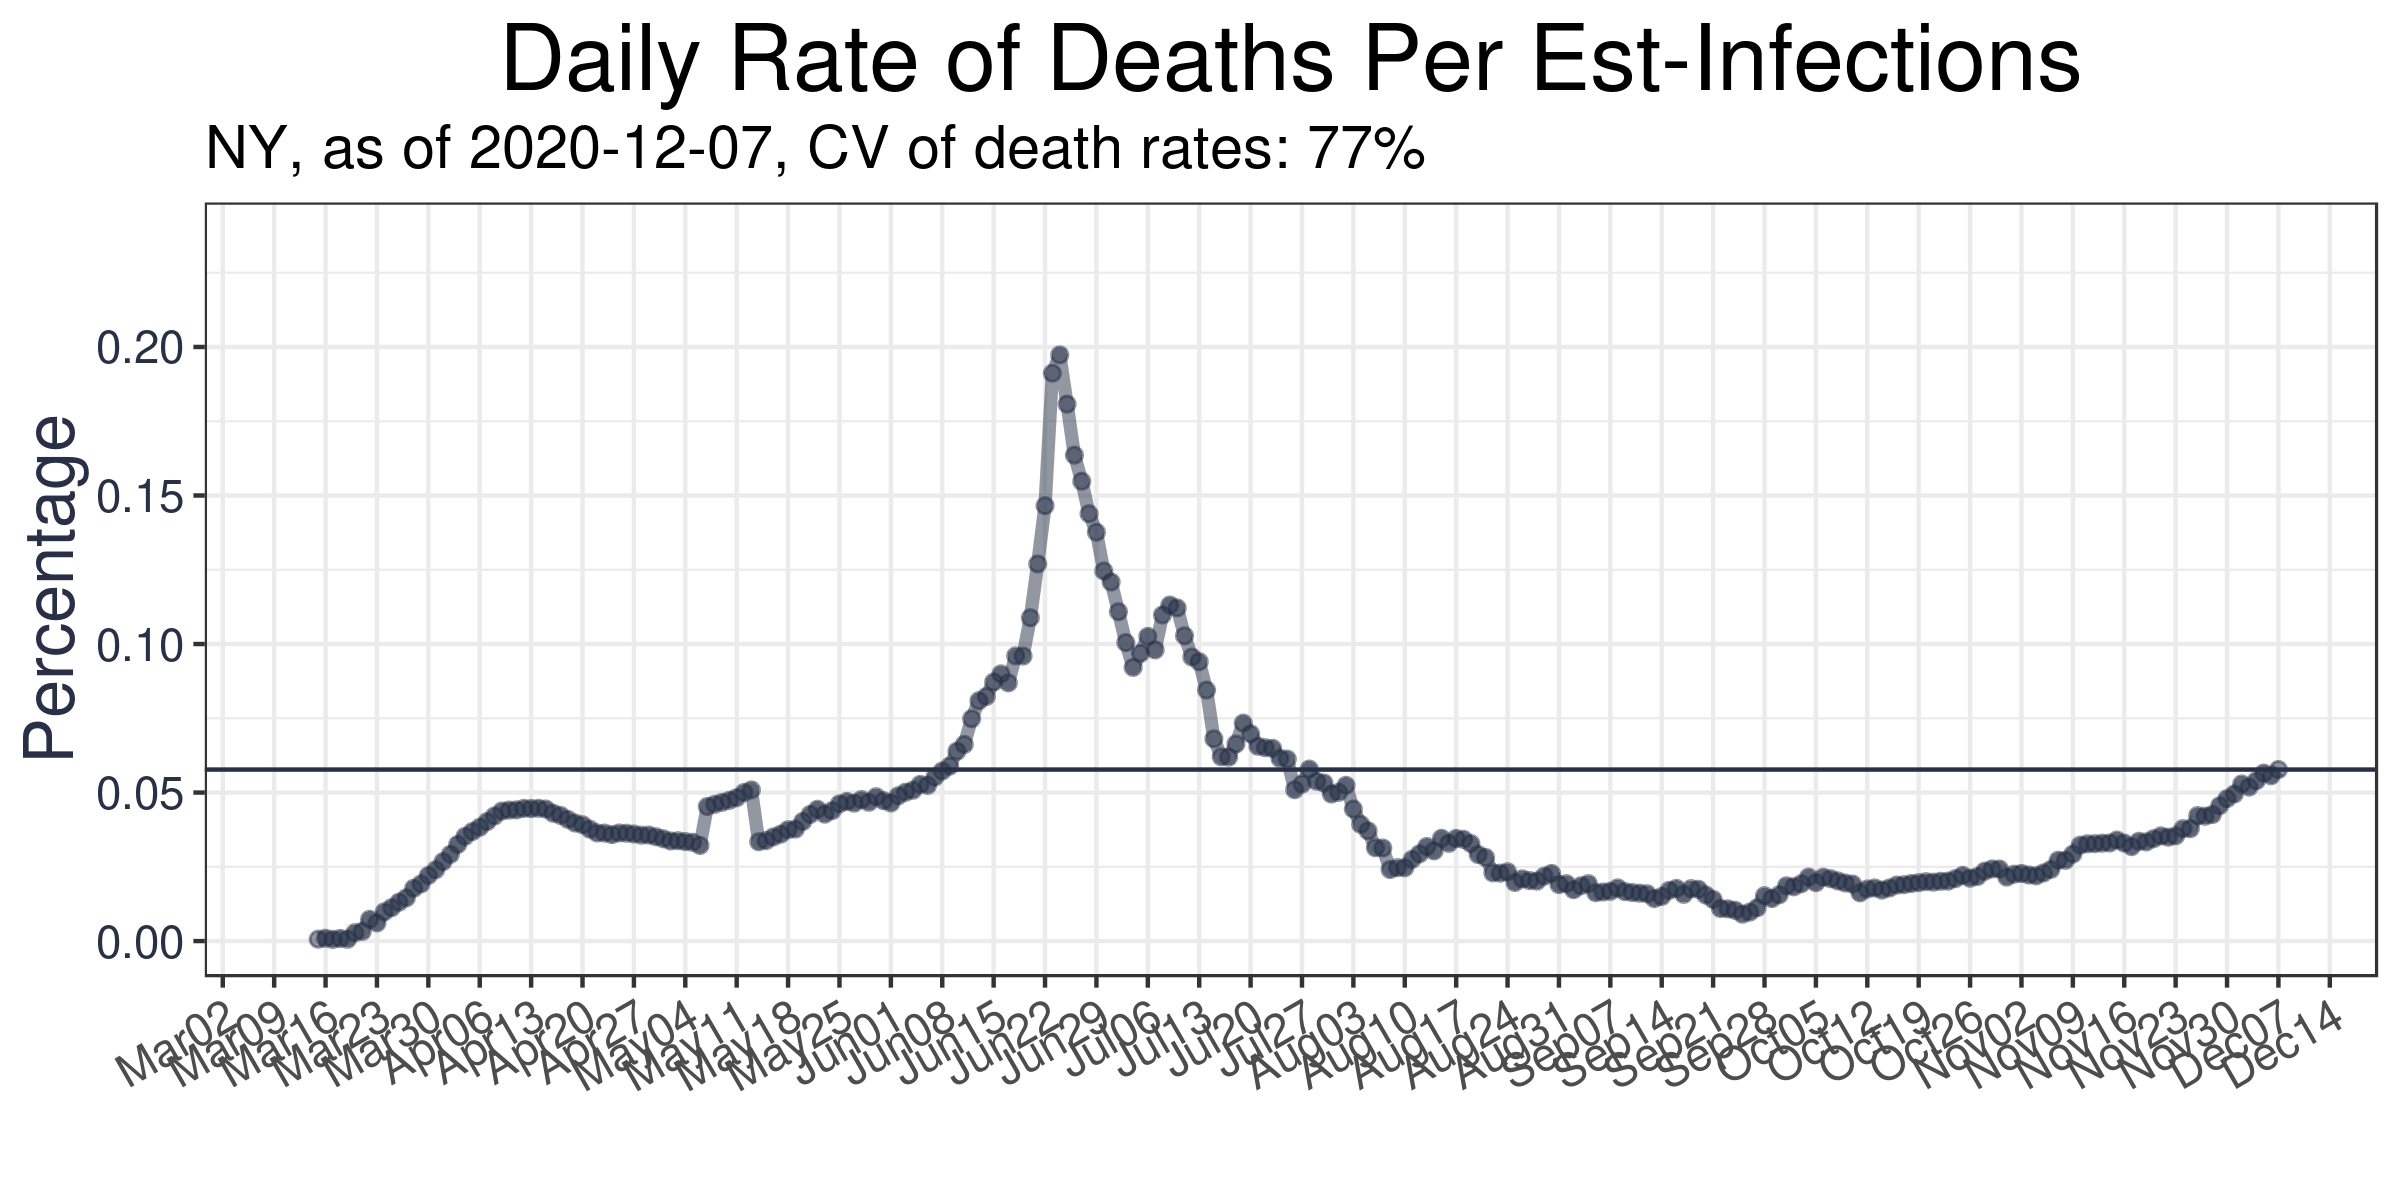 Daily Rate of Deaths Per Est-Infections
NY, as of 2020-12-07, CV of death rates: 77%
Percentage
0.20
0.15
0.10
0.05
0.00
Mar02
Mar09
Mar16
Mar23
Mar30
Apr06
Apr13
Apr20
Apr27
May04
May11
May18
May25
Jun01
Jun08
Jun15
Jun22
Jun29
Jul06
Jul13
Jul20
Jul27
Aug03
Aug10
Aug17
Aug24
Aug31
Sep07
Sep14
Sep21
Sep28
Oct05
Oct12
Oct19
Oct26
Nov02
Nov09
Nov16
Nov23
Nov30
Dec07
Dec14